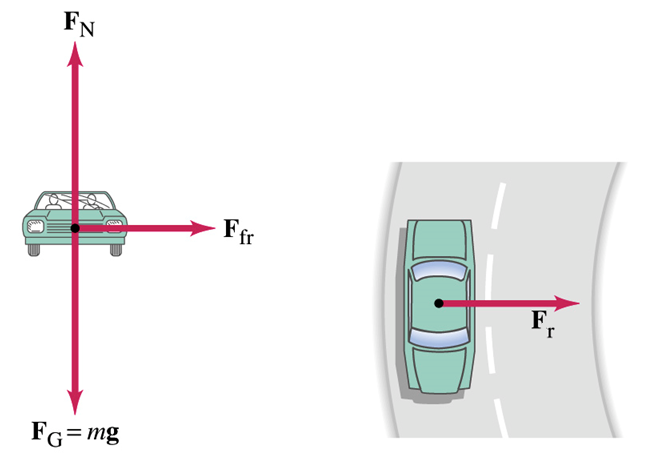 F_N
F_fr
F_r
F_G = mg